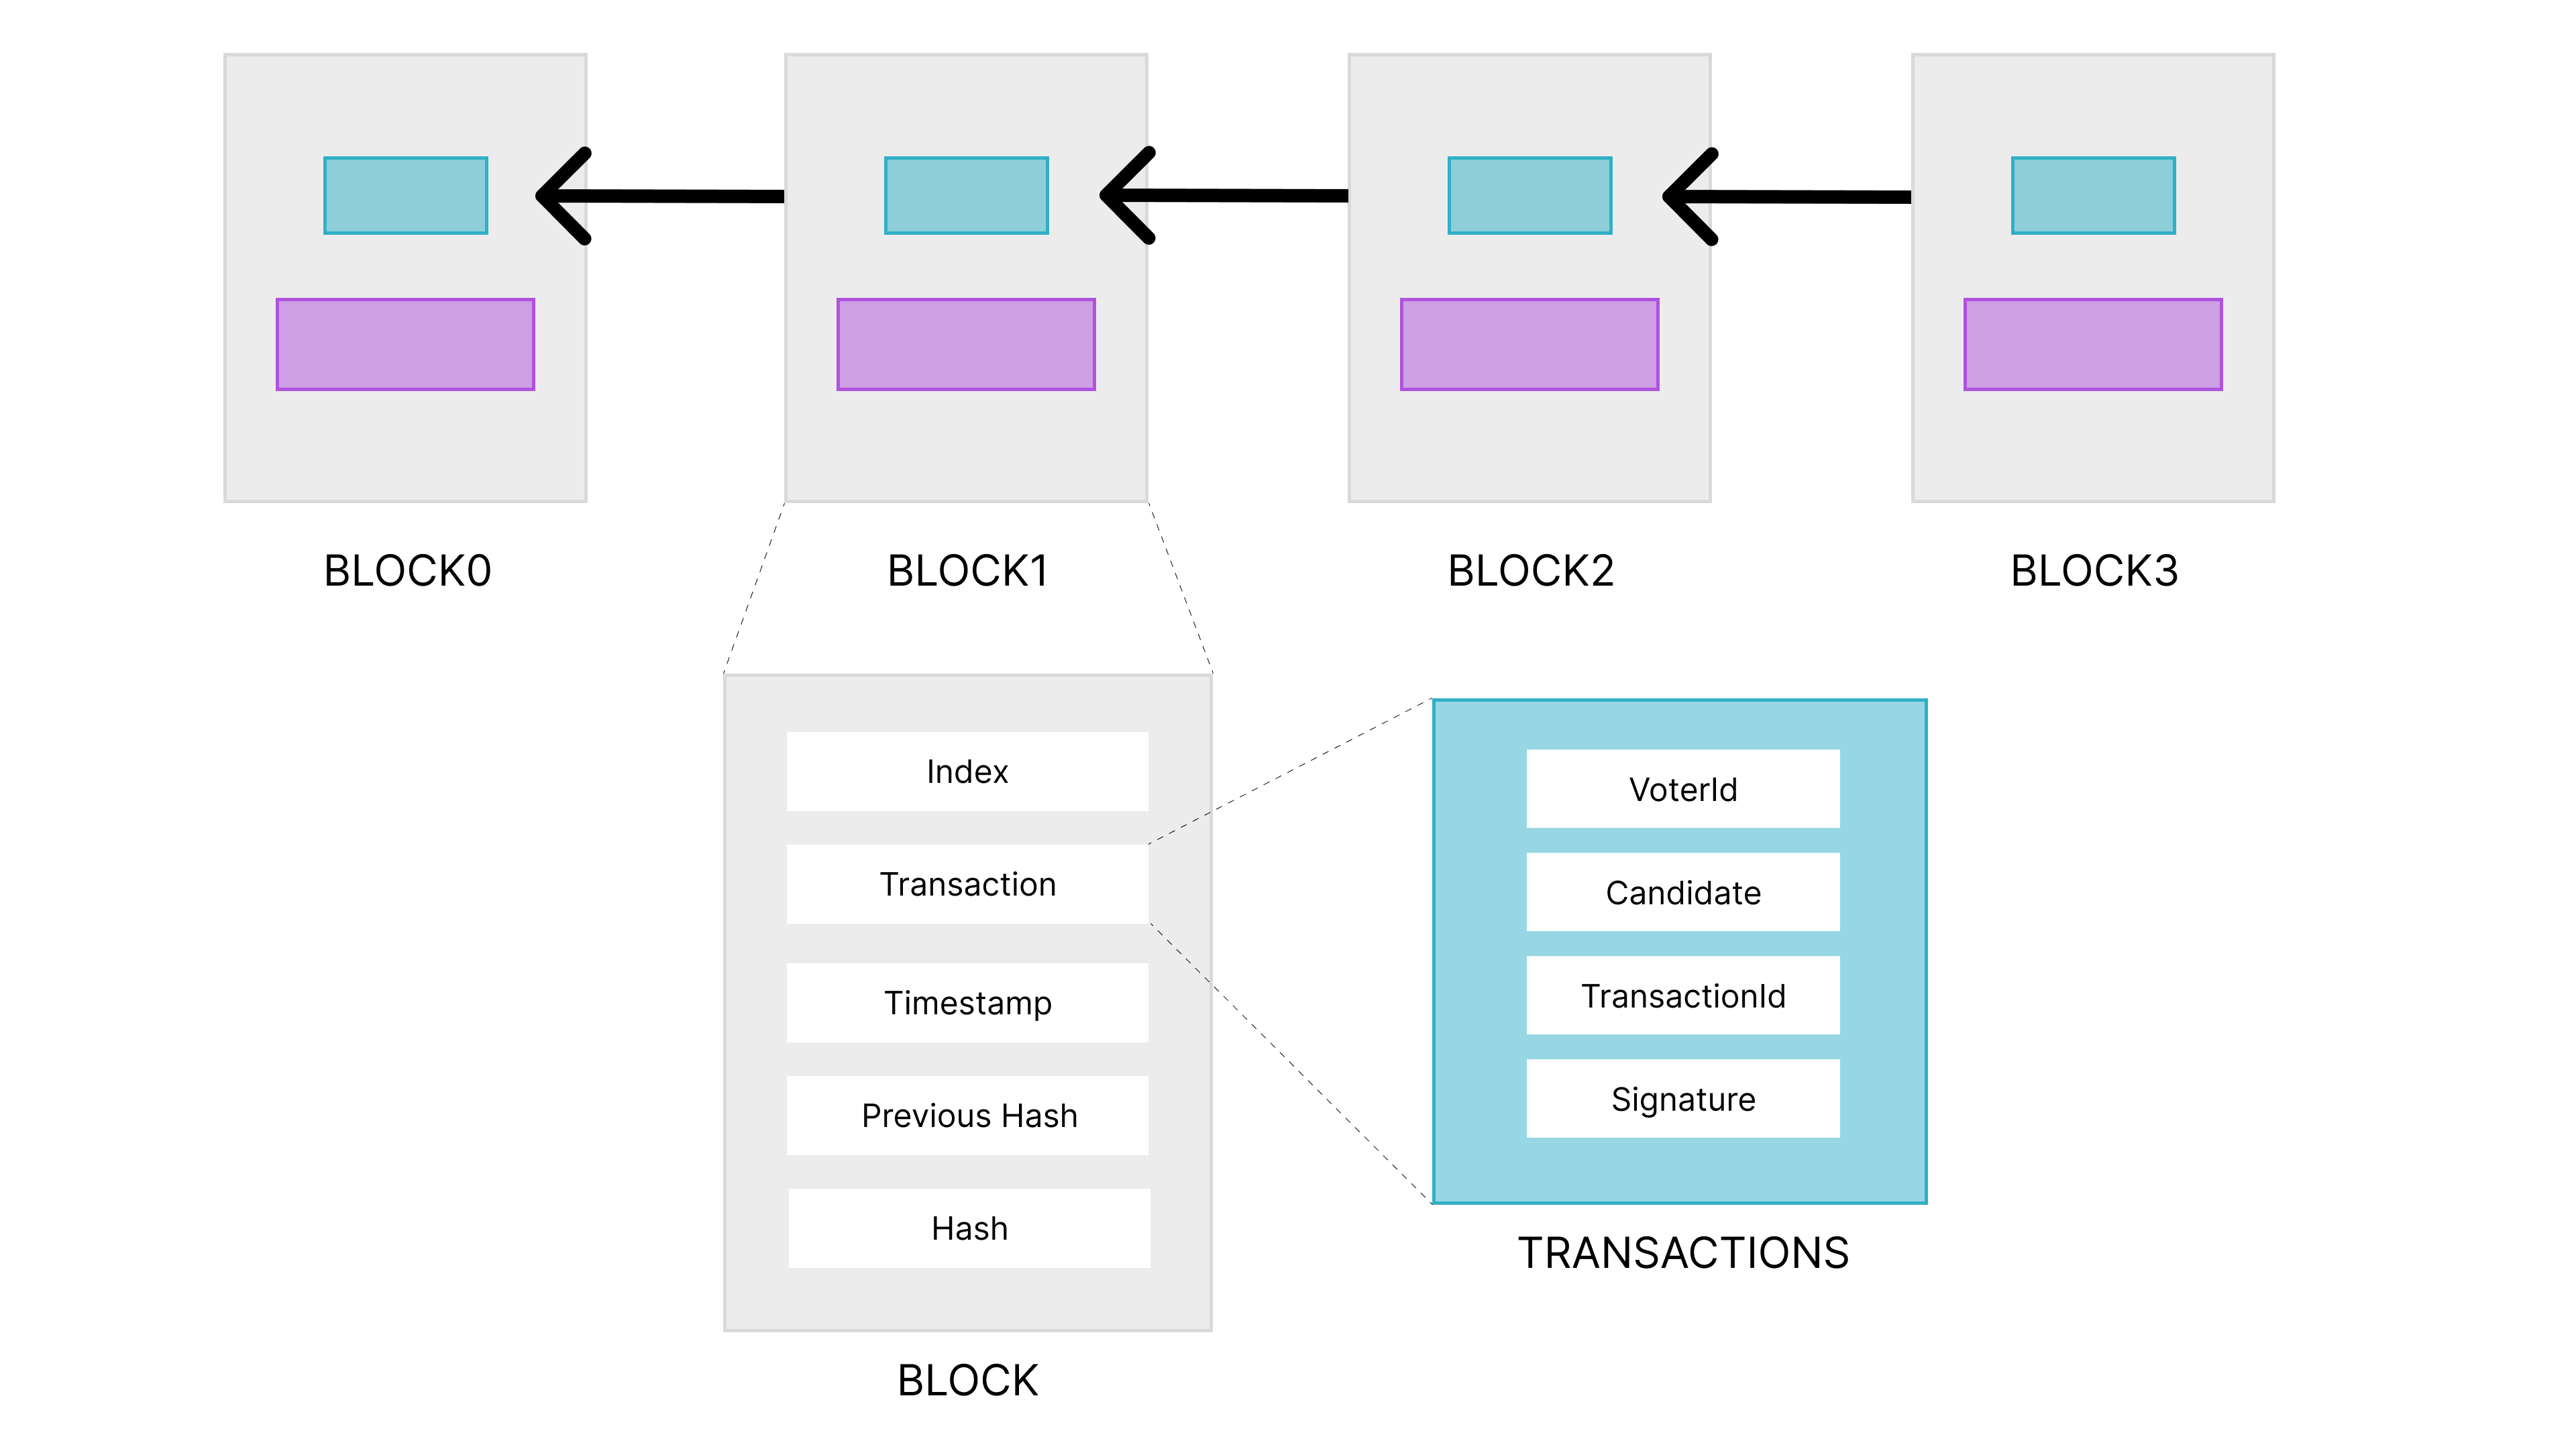 BLOCK0
BLOCK1
BLOCK2
BLOCK3
Index
Transaction
Timestamp
Previous Hash
Hash
BLOCK
VoterId
Candidate
TransactionId
Signature
TRANSACTIONS